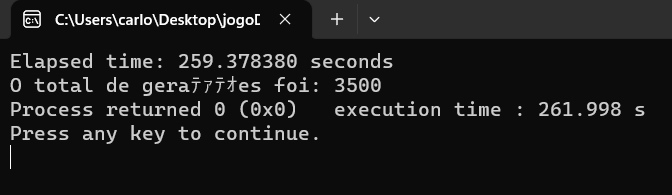 C:\Users\carlo\Desktop\jogoD
Elapsed time: 259.378380 seconds
O total de geraﾃｧﾃｵes foi: 3500
Process returned 0 (0x0)   execution time : 261.998 s
Press any key to continue.